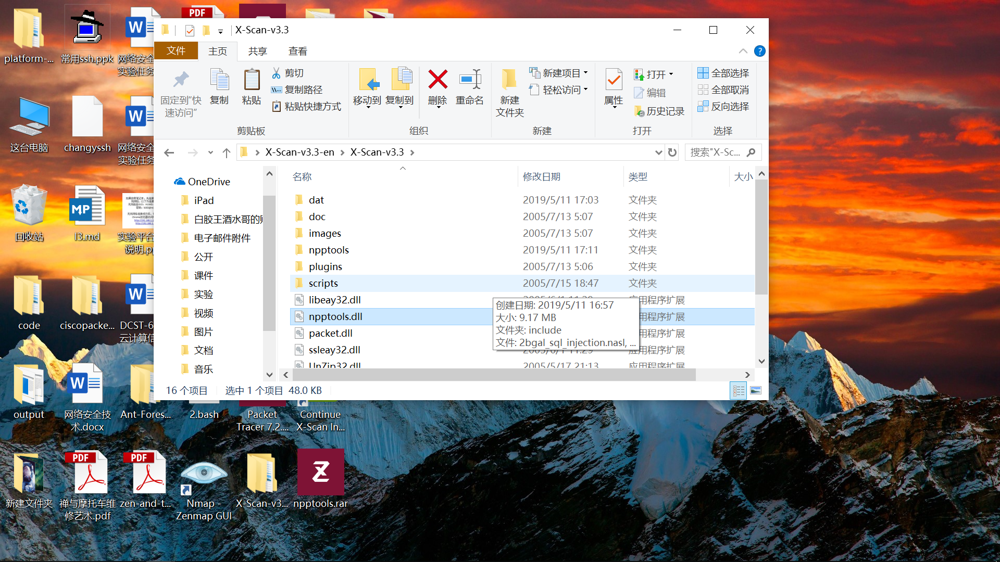 X-Scan-v3.3
文件
主页
共享
查看
固定到“快
速访问”
复制
粘贴
剪切
复制路径
粘贴快捷方式
剪贴板
移动到
复制到
删除
重命名
组织
新建
文件夹
新建项目
轻松访问
新建
属性
打开
编辑
历史记录
打开
全部选择
全部取消
反向选择
选择
X-Scan-v3.3-en
X-Scan-v3.3
搜索"X-Sc...
OneDrive
iPad
白胶王酒水哥的
电子邮件附件
公开
课件
实验
视频
图片
文档
音乐
名称 修改日期 类型 大小
dat 2019/5/11 17:03 文件夹
doc 2005/7/13 5:07 文件夹
images 2005/7/13 5:07 文件夹
npptools 2019/5/11 17:11 文件夹
plugins 2005/7/13 5:06 文件夹
scripts 2005/7/15 18:47 文件夹
libeay32.dll 用程序扩展
npptools.dll 用程序扩展
packet.dll 用程序扩展
ssleay32.dll 应用程序扩展
UnZip32.dll 2005/5/17 21:13 应用程序扩展
创建日期: 2019/5/11 16:57
大小: 9.17 MB
文件夹: include
文件: 2bgal_sql_injection.nasl, ...
16 个项目 选中 1 个项目 48.0 KB
platform-...
常用ssh.ppk
网络安全
实验任务
PDF
这台电脑
changyssh
网络安全
实验任务
回收站
MP
l3.md
实验平台
说明.p
code
ciscopacke...
DCST-6
云计算信
output
网络安全技
术.docx
Ant-Fores...
2.bash
Packet
Tracer 7.2....
Continue
X-Scan In...
新建文件夹
PDF
禅与摩托车维
修艺术.pdf
PDF
zen-and-t...
Nmap -
Zenmap GUI
X-Scan-v3...
npptools.rar